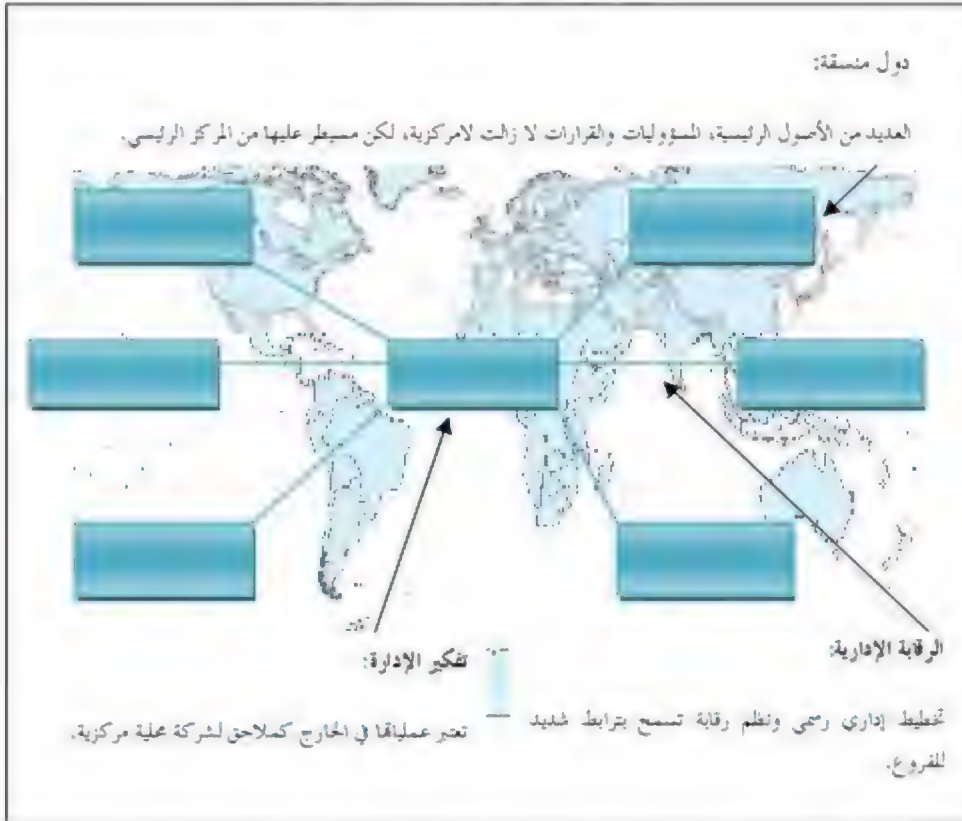 دول منسقة:
العديد من الأصول الرئيسية، المسؤوليات والقرارات لا زالت لامركزية، لكن مسيطر عليها من المركز الرئيسي.
الرقابة الإدارية:
تخطيط إداري رسمي ونظم رقابة تسمح بترابط شديد
للفروع.
تفكير الإدارة:
تعتبر عملياتها في الخارج كملاحق لشركة محلية مركزية.